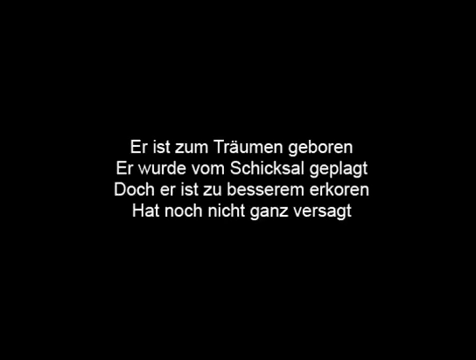 Er ist zum Träumen geboren
Er wurde vom Schicksal geplagt
Doch er ist zu besserem erkoren
Hat noch nicht ganz versagt